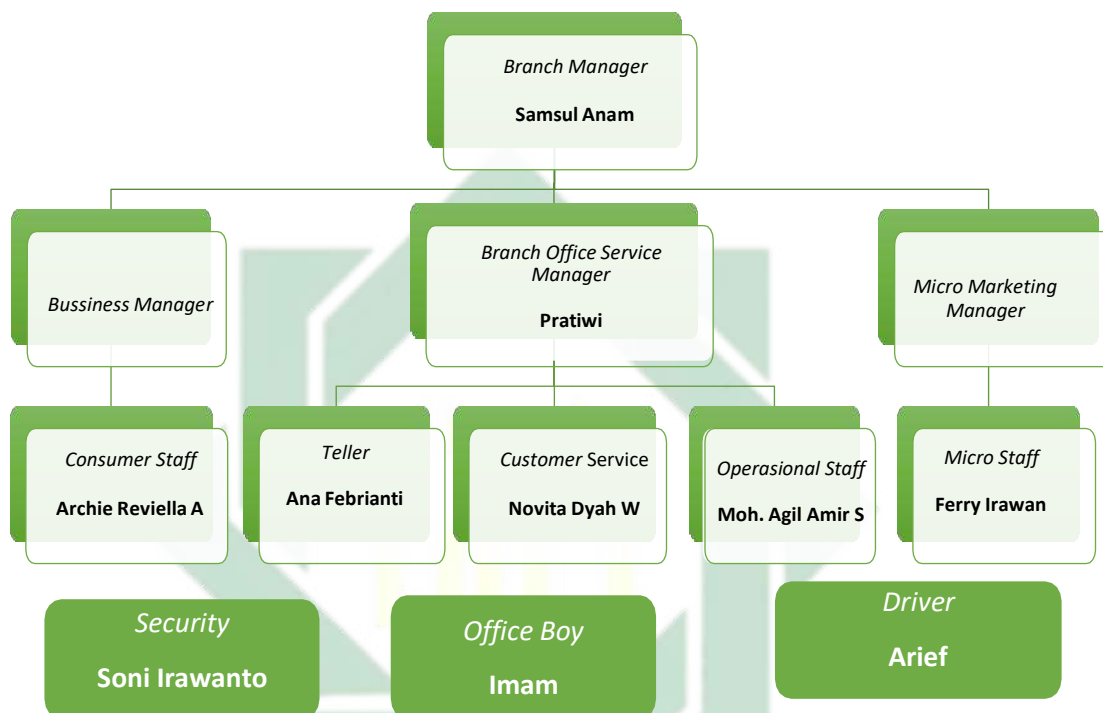 Branch Manager
Samsul Anam
Bussiness Manager
Branch Office Service
Manager
Pratiwi
Micro Marketing
Manager
Consumer Staff
Archie Reviella A
Teller
Ana Febrianti
Customer Service
Novita Dyah W
Operasional Staff
Moh. Agil Amir S
Micro Staff
Ferry Irawan
Security
Soni Irawanto
Office Boy
Imam
Driver
Arief